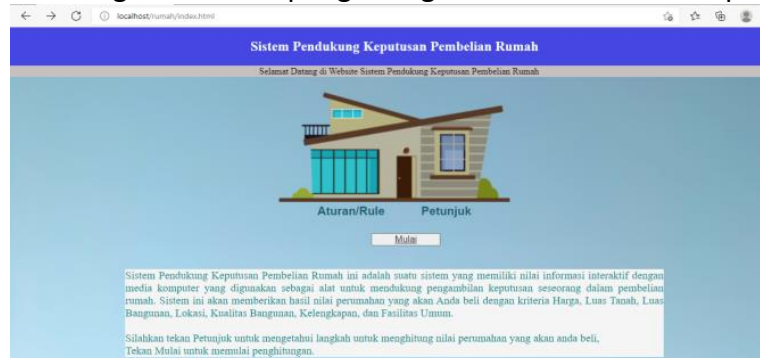 localhost/rumah/index.html
Sistem Pendukung Keputusan Pembelian Rumah
Selamat Datang di Website Sistem Pendukung Keputusan Pembelian Rumah
Aturan/Rule Petunjuk
Mulai
Sistem Pendukung Keputusan Pembelian Rumah ini adalah suatu sistem yang memiliki nilai informasi interaktif dengan
media komputer yang digunakan sebagai alat untuk mendukung pengambilan keputusan seseorang dalam pembelian
rumah. Sistem ini akan memberikan hasil nilai perumahan yang akan Anda beli dengan kriteria Harga, Luas Tanah, Luas
Bangunan, Lokasi, Kualitas Bangunan, Kelengkapan, dan Fasilitas Umum.
Silahkan tekan Petunjuk untuk mengetahui langkah untuk menghitung nilai perumahan yang akan anda beli,
Tekan Mulai untuk memulai penghitungan.